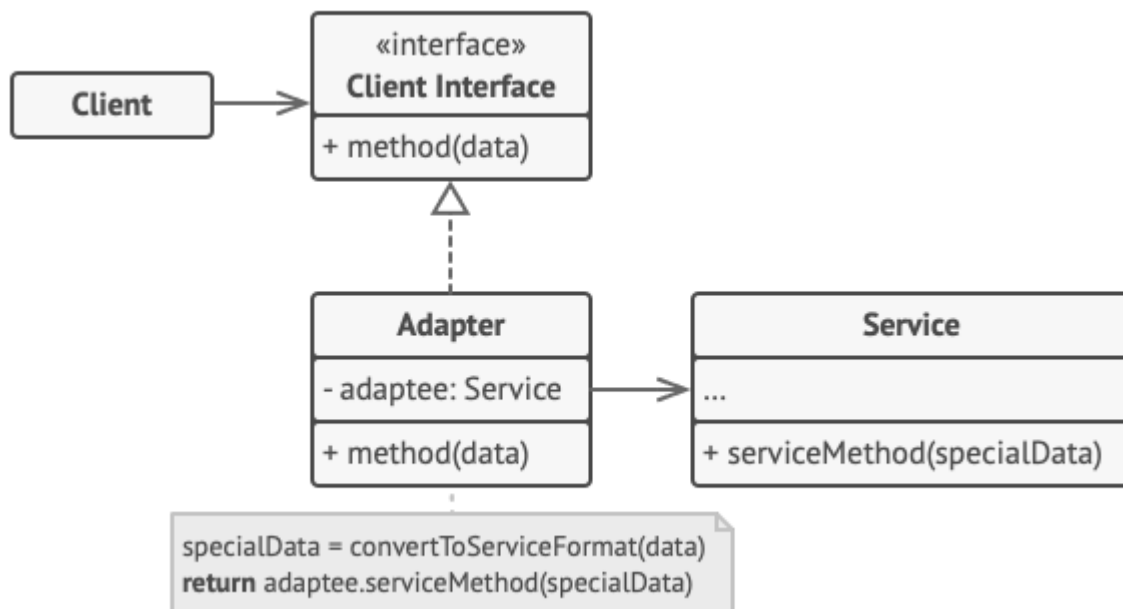 Client
«interface»
Client Interface
+ method(data)
Adapter
- adaptee: Service
+ method(data)
Service
...
+ serviceMethod(specialData)
specialData = convertToServiceFormat(data)
return adaptee.serviceMethod(specialData)